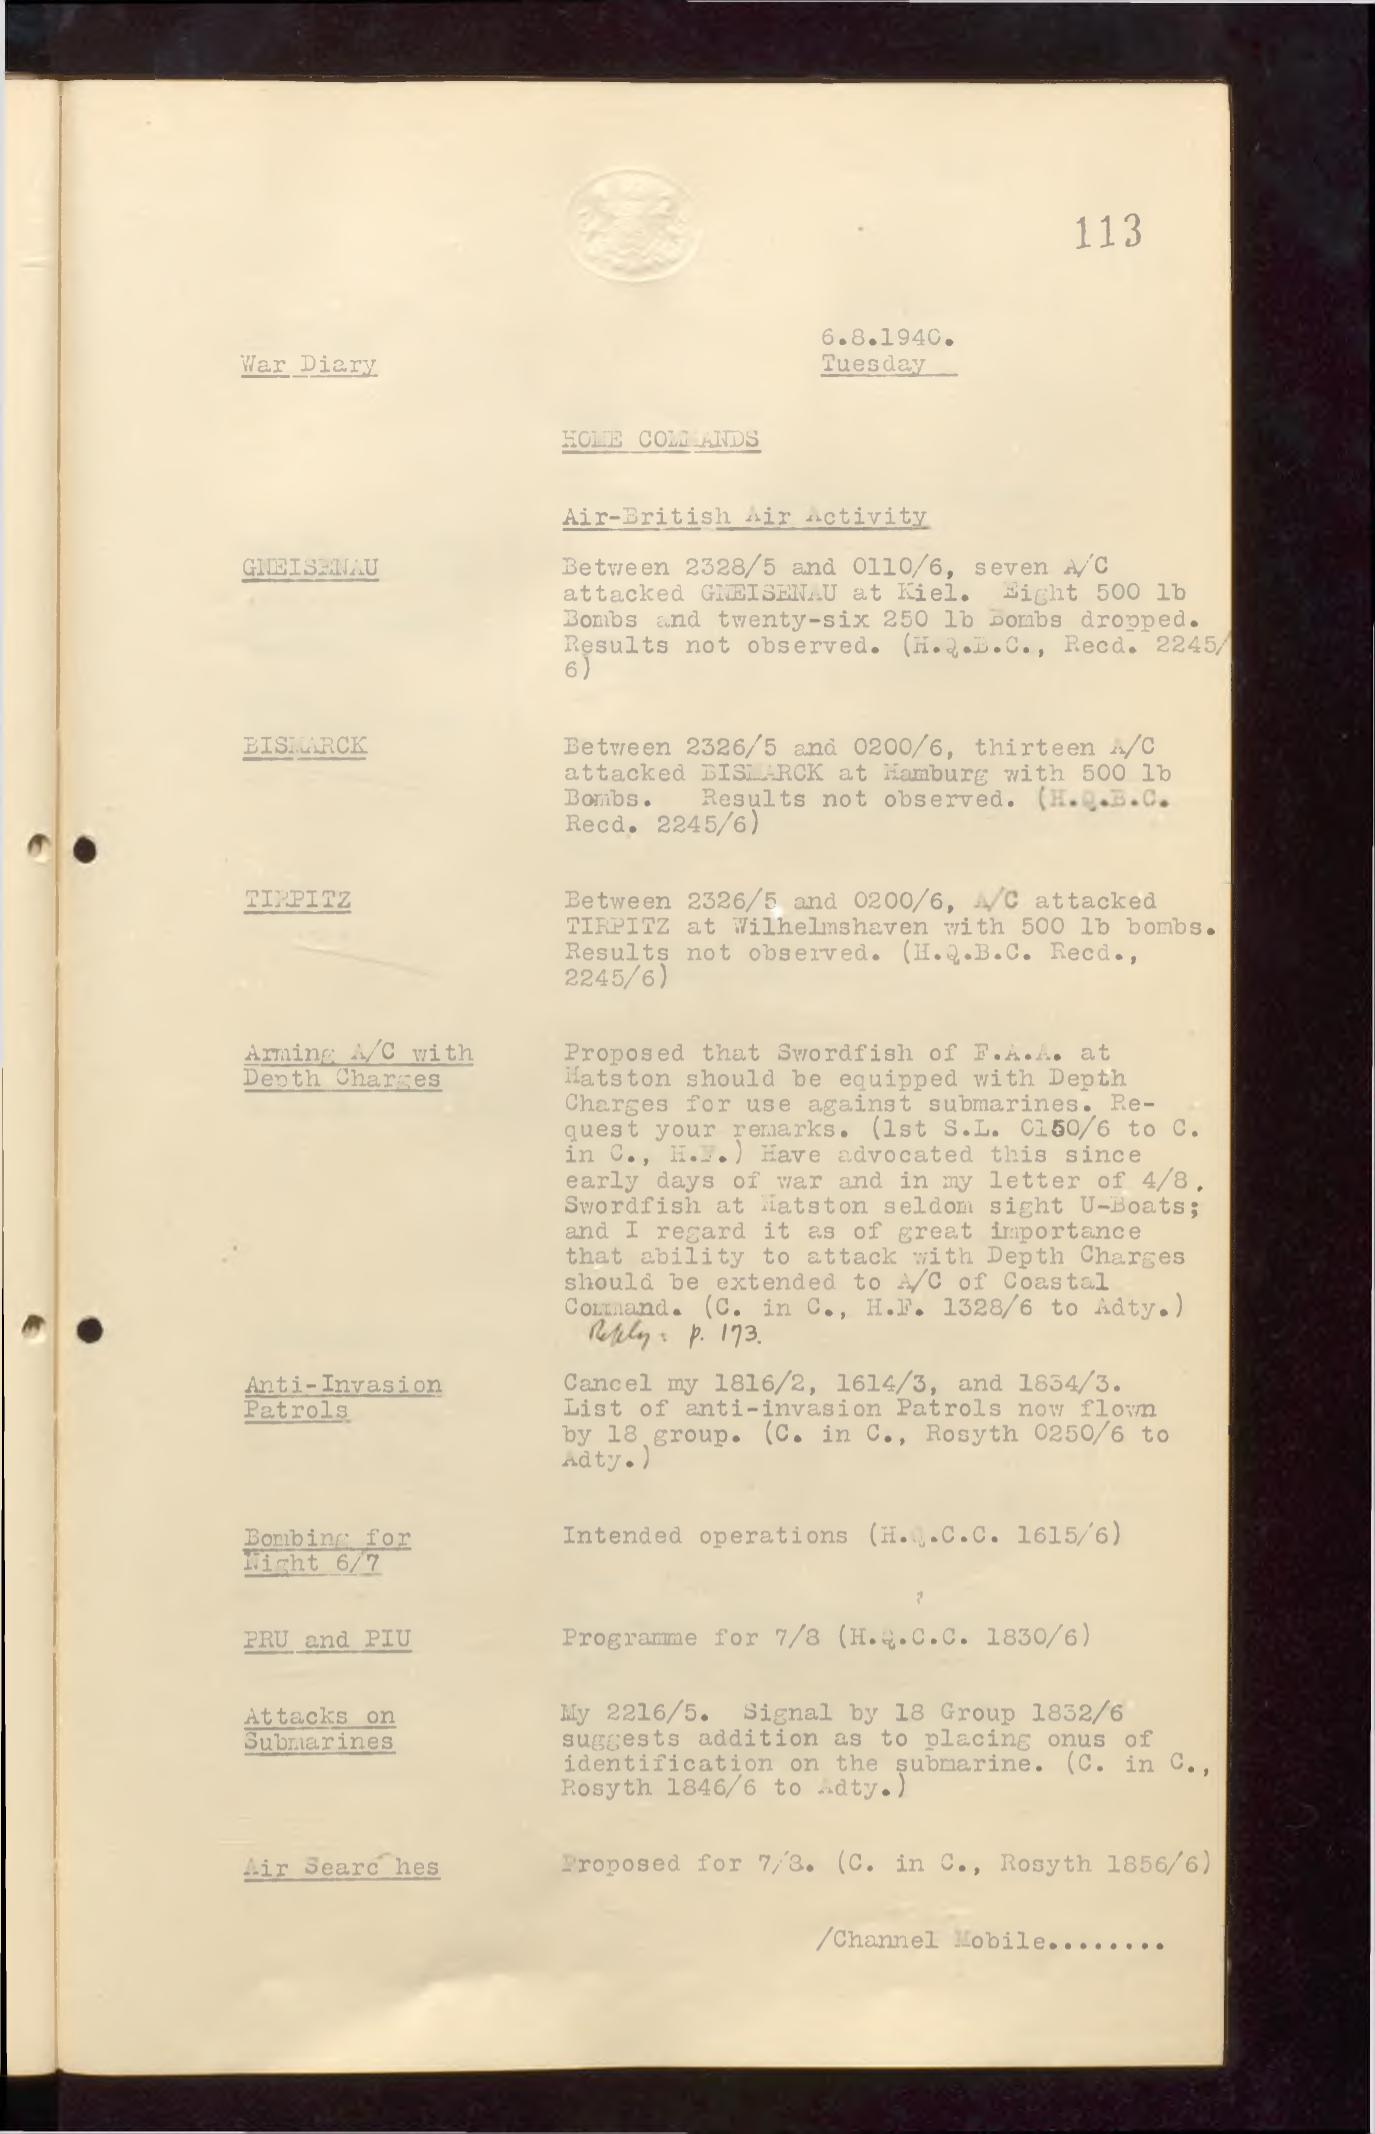 113
6.8.1940.
War Diary
Tuesday
HOME COMMANDS
Air-British Air Activity
GNEISENAU
Between 2328/5 and 0110/6, seven A/C
attacked GNEISENAU at Kiel. Eight 500 lb
Bombs and twenty-six 250 lb Bombs dropped.
Results not observed. (H.Q.B.C., Recd. 2245/
6)
BISMARCK
Between 2326/5 and 0200/6, thirteen A/C
attacked BISMARCK at Hamburg with 500 lb
Bombs. Results not observed. (H.Q.B.C.
Recd. 2245/6)
TIRPITZ
Between 2326/5 and 0200/6, A/C attacked
TIRPITZ at Wilhelmshaven with 500 lb bombs.
Results not observed. (H.Q.B.C. Recd.,
2245/6)
Arming A/C with
Depth Charges
Proposed that Swordfish of F.A.A. at
Hatston should be equipped with Depth
Charges for use against submarines. Re-
quest your remarks. (1st S.L. 0150/6 to C.
in C., H.F.) Have advocated this since
early days of war and in my letter of 4/8.
Swordfish at Hatston seldom sight U-Boats;
and I regard it as of great importance
that ability to attack with Depth Charges
should be extended to A/C of Coastal
Command. (C. in C., H.F. 1328/6 to Adty.)
Reply: p. 173.
Anti-Invasion
Patrols
Cancel my 1816/2, 1614/3, and 1834/3.
List of anti-invasion Patrols now flown
by 18 group. (C. in C., Rosyth 0250/6 to
Adty.)
Bombing for
Night 6/7
Intended operations (H.Q.C.C. 1615/6)
?
PRU and PIU
Programme for 7/8 (H.Q.C.C. 1830/6)
Attacks on
Submarines
My 2216/5. Signal by 18 Group 1832/6
suggests addition as to placing onus of
identification on the submarine. (C. in C.,
Rosyth 1846/6 to Adty.)
Air Searc hes
Proposed for 7/8. (C. in C., Rosyth 1856/6)
/Channel Mobile........